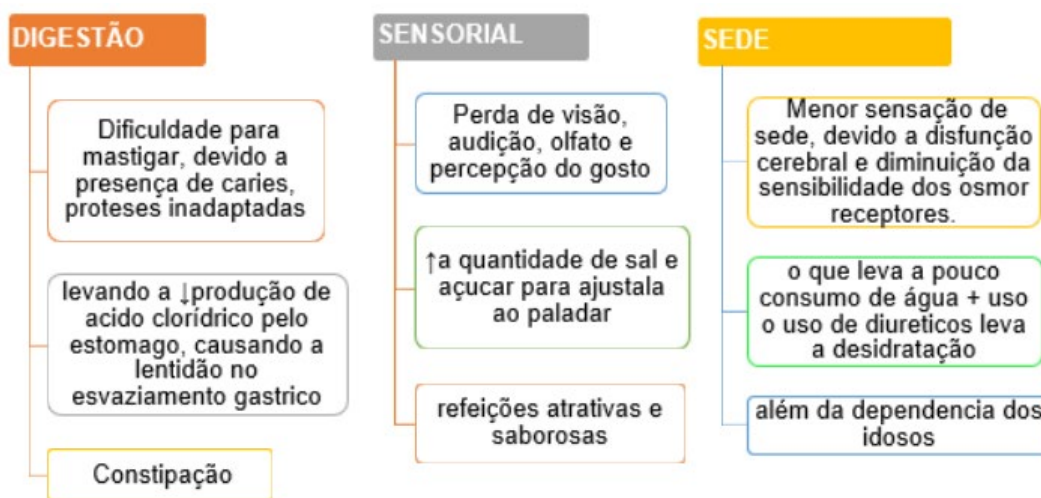 DIGESTÃO
Dificuldade para
mastigar, devido a
presença de caries,
proteses inadaptadas
levando a ↓produção de
acido clorídrico pelo
estomago, causando a
lentidão no
esvaziamento gastrico
Constipação
SENSORIAL
Perda de visão,
audição, olfato e
percepção do gosto
↑a quantidade de sal e
açucar para ajustala
ao paladar
refeições atrativas e
saborosas
SEDE
Menor sensação de
sede, devido a disfunção
cerebral e diminuição da
sensibilidade dos osmor
receptores.
o que leva a pouco
consumo de água + uso
o uso de diureticos leva
a desidratação
além da dependencia dos
idosos